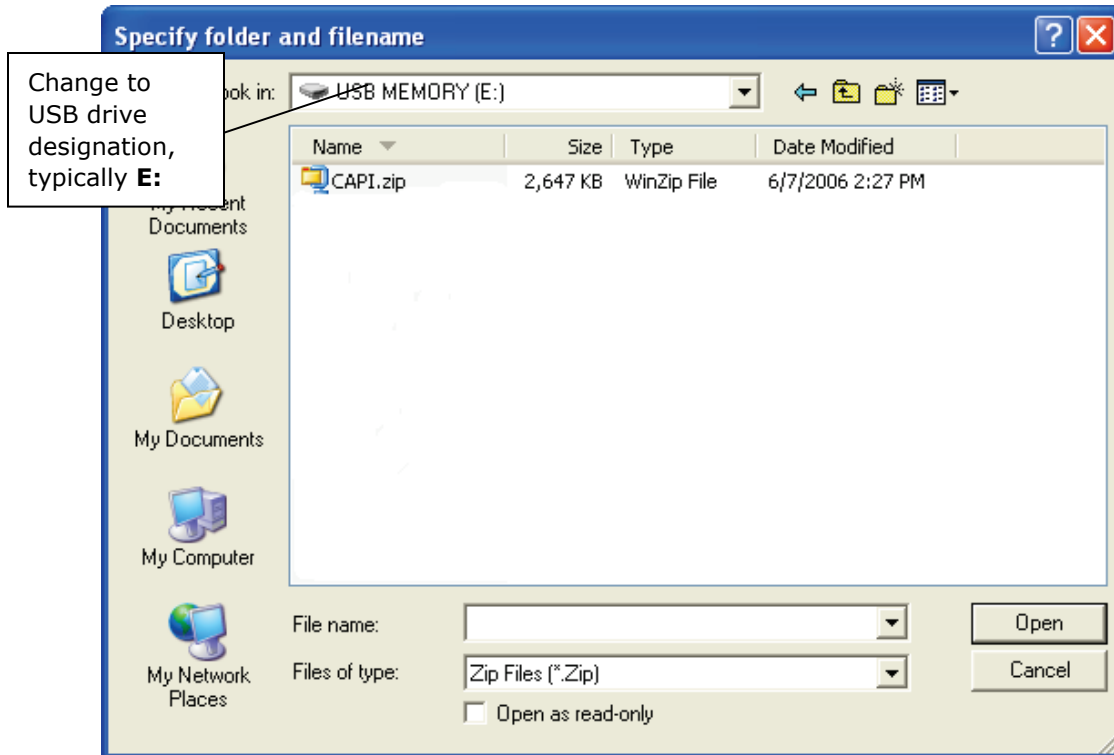 Specify folder and filename
Change to
USB drive
designation,
typically E:
ook in:
USB MEMORY (E:)
Name
Size
Type
Date Modified
CAPI.zip
2,647 KB
WinZip File
6/7/2006 2:27 PM
My Recent
Documents
Desktop
My Documents
My Computer
My Network
Places
File name:
Open
Files of type:
Zip Files (*.Zip)
Cancel
Open as read-only